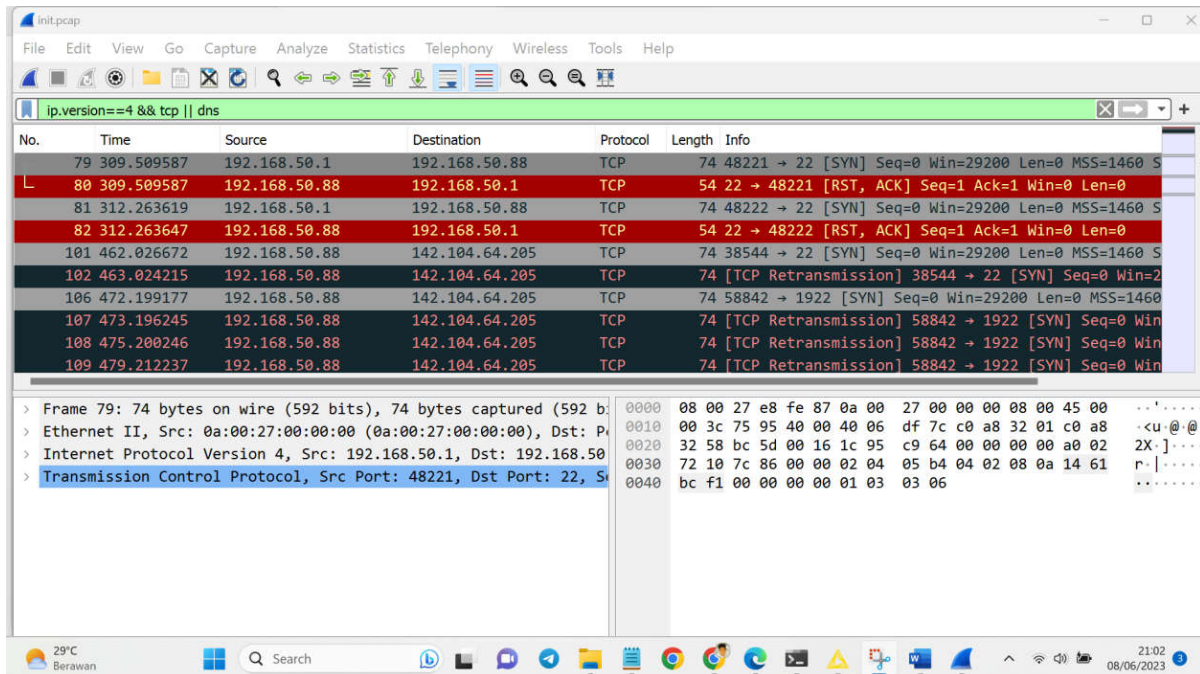 init.pcap
File Edit View Go Capture Analyze Statistics Telephony Wireless Tools Help
ip.version==4 && tcp || dns
No. Time Source Destination Protocol Length Info
79 309.509587 192.168.50.1 192.168.50.88 TCP 74 48221 → 22 [SYN] Seq=0 Win=29200 Len=0 MSS=1460 S
80 309.509587 192.168.50.88 192.168.50.1 TCP 54 22 → 48221 [RST, ACK] Seq=1 Ack=1 Win=0 Len=0
81 312.263619 192.168.50.1 192.168.50.88 TCP 74 48222 → 22 [SYN] Seq=0 Win=29200 Len=0 MSS=1460 S
82 312.263647 192.168.50.88 192.168.50.1 TCP 54 22 → 48222 [RST, ACK] Seq=1 Ack=1 Win=0 Len=0
101 462.026672 192.168.50.88 142.104.64.205 TCP 74 38544 → 22 [SYN] Seq=0 Win=29200 Len=0 MSS=1460 S
102 463.024215 192.168.50.88 142.104.64.205 TCP 74 [TCP Retransmission] 38544 → 22 [SYN] Seq=0 Win=2
106 472.199177 192.168.50.88 142.104.64.205 TCP 74 58842 → 1922 [SYN] Seq=0 Win=29200 Len=0 MSS=1460
107 473.196245 192.168.50.88 142.104.64.205 TCP 74 [TCP Retransmission] 58842 → 1922 [SYN] Seq=0 Win
108 475.200246 192.168.50.88 142.104.64.205 TCP 74 [TCP Retransmission] 58842 → 1922 [SYN] Seq=0 Win
109 479.212237 192.168.50.88 142.104.64.205 TCP 74 [TCP Retransmission] 58842 → 1922 [SYN] Seq=0 Win
> Frame 79: 74 bytes on wire (592 bits), 74 bytes captured (592 b
> Ethernet II, Src: 0a:00:27:00:00:00 (0a:00:27:00:00:00), Dst: P
> Internet Protocol Version 4, Src: 192.168.50.1, Dst: 192.168.50
> Transmission Control Protocol, Src Port: 48221, Dst Port: 22, S
0000 08 00 27 e8 fe 87 0a 00 27 00 00 00 08 00 45 00 ··'·····
0010 00 3c 75 95 40 00 40 06 df 7c c0 a8 32 01 c0 a8 ·<u·@·@·
0020 32 58 bc 5d 00 16 1c 95 c9 64 00 00 00 00 a0 02 2X·]····
0030 72 10 7c 86 00 00 02 04 05 b4 04 02 08 0a 14 61 r·|·····
0040 bc f1 00 00 00 00 01 03 03 06 ········
29°C
Berawan
Search
21:02
08/06/2023
3